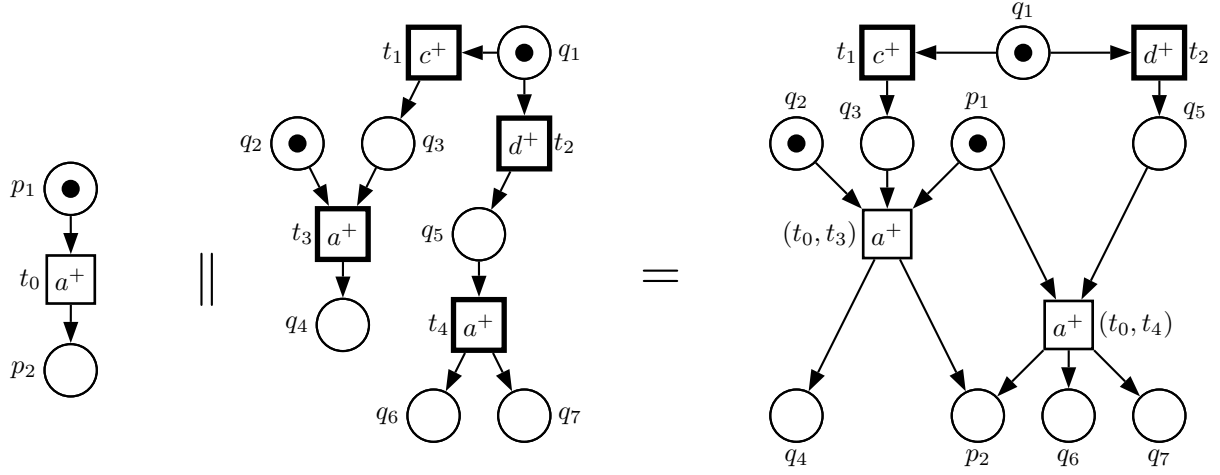 q₁
t₁ c⁺ q₁ t₁ c⁺ d⁺ t₂
q₂ p₁
q₂ q₃ d⁺ t₂ q₃ q₅
p₁
t₃ a⁺ q₅ (t₀, t₃) a⁺
t₀ a⁺ || =
q₄ t₄ a⁺ a⁺ (t₀, t₄)
p₂
q₆ q₇
q₄ p₂ q₆ q₇